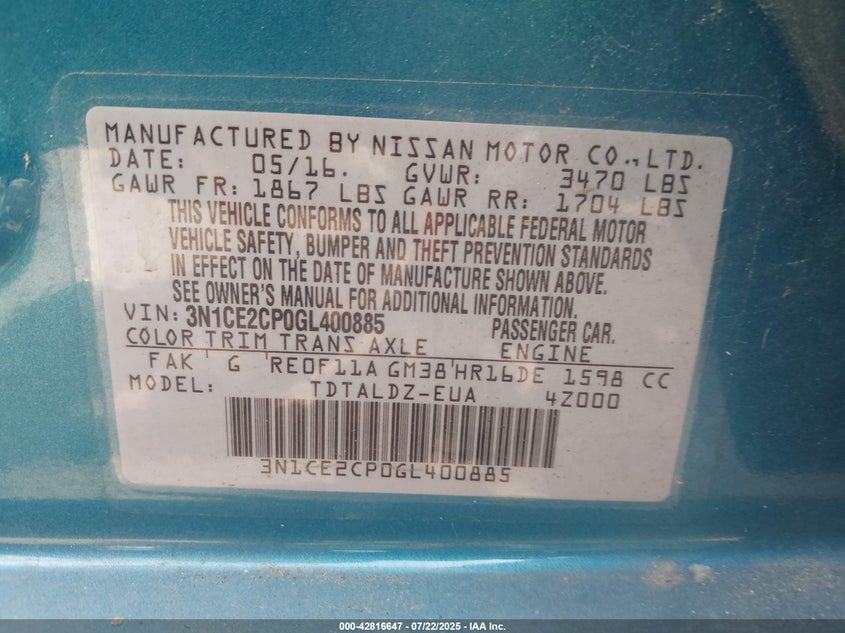 MANUFACTURED BY NISSAN MOTOR CO.,LTD.
DATE: 05/16. GVWR: 3470 LBS
GAWR FR: 1867 LBS GAWR RR: 1704 LBS
THIS VEHICLE CONFORMS TO ALL APPLICABLE FEDERAL MOTOR
VEHICLE SAFETY, BUMPER AND THEFT PREVENTION STANDARDS
IN EFFECT ON THE DATE OF MANUFACTURE SHOWN ABOVE.
SEE OWNER'S MANUAL FOR ADDITIONAL INFORMATION.
VIN: 3N1CE2CP0GL400885 PASSENGER CAR.
COLOR TRIM TRANS AXLE ENGINE
FAK G RE0F11A GM38 HR16DE 1598 CC
MODEL: TDTALDZ-EUA 4Z000
3N1CE2CP0GL400885
000-42816647 - 07/22/2025 - IAA Inc.